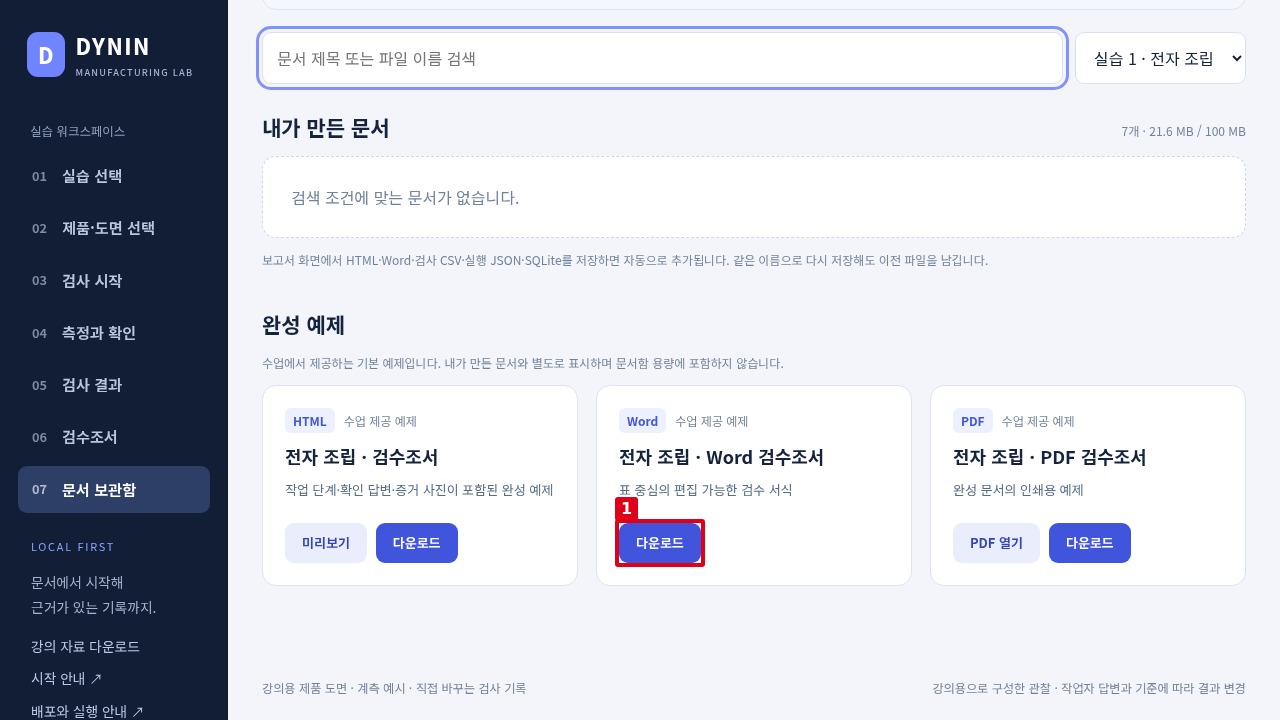 D
DYNIN
MANUFACTURING LAB
실습 워크스페이스
01 실습 선택
02 제품·도면 선택
03 검사 시작
04 측정과 확인
05 검사 결과
06 검수조서
07 문서 보관함
LOCAL FIRST
문서에서 시작해
근거가 있는 기록까지.
강의 자료 다운로드
시작 안내 ↗
배포와 실행 안내 ↗
문서 제목 또는 파일 이름 검색
실습 1 · 전자 조립
내가 만든 문서
7개 · 21.6 MB / 100 MB
검색 조건에 맞는 문서가 없습니다.
보고서 화면에서 HTML·Word·검사 CSV·실행 JSON·SQLite를 저장하면 자동으로 추가됩니다. 같은 이름으로 다시 저장해도 이전 파일을 남깁니다.
완성 예제
수업에서 제공하는 기본 예제입니다. 내가 만든 문서와 별도로 표시하며 문서함 용량에 포함하지 않습니다.
HTML 수업 제공 예제
전자 조립 · 검수조서
작업 단계·확인 답변·증거 사진이 포함된 완성 예제
미리보기 다운로드
Word 수업 제공 예제
전자 조립 · Word 검수조서
표 중심의 편집 가능한 검수 서식
1
다운로드
PDF 수업 제공 예제
전자 조립 · PDF 검수조서
완성 문서의 인쇄용 예제
PDF 열기 다운로드
강의용 제품 도면 · 계측 예시 · 직접 바꾸는 검사 기록
강의용으로 구성한 관찰 · 작업자 답변과 기준에 따라 결과 변경